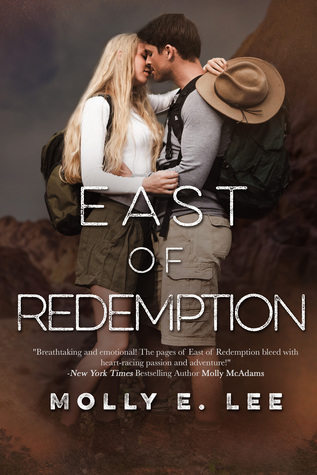 EAST
OF
REDEMPTION
"Breathtaking and emotional! The pages of East of Redemption bleed with
heart-racing passion and adventure!"
-New York Times Bestselling Author Molly McAdams
MOLLY E. LEE